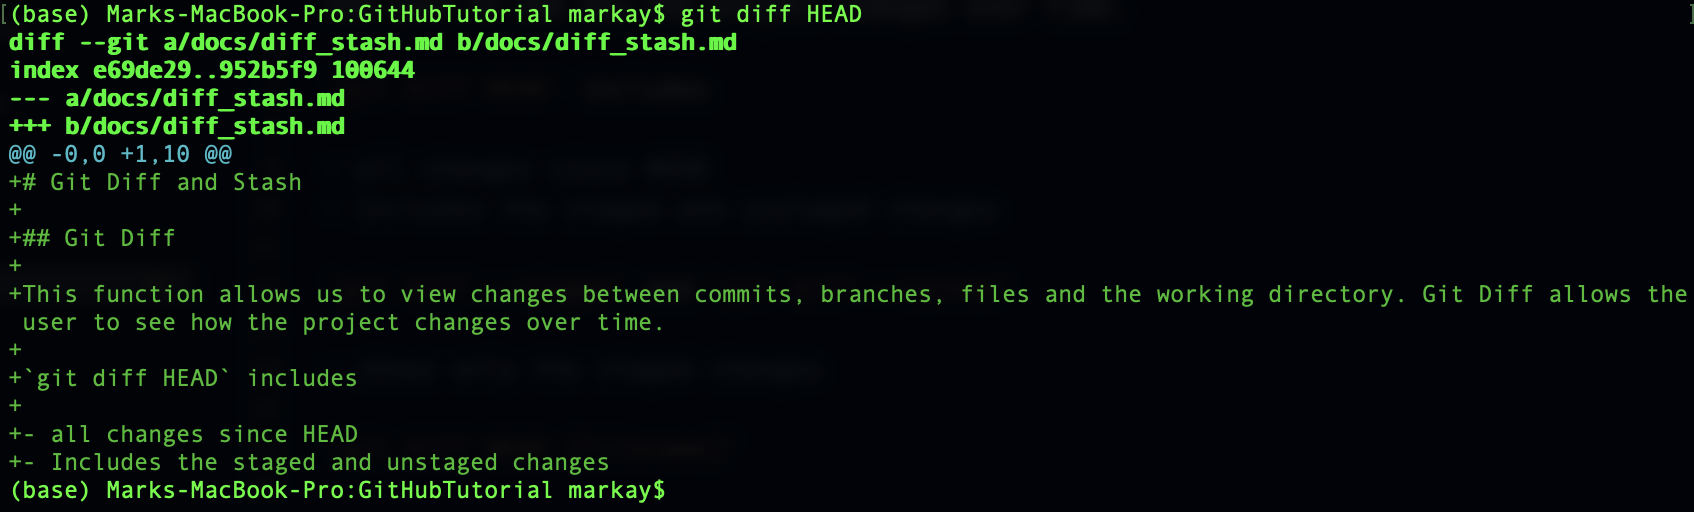 (base) Marks-MacBook-Pro:GitHubTutorial markay$ git diff HEAD
diff --git a/docs/diff_stash.md b/docs/diff_stash.md
index e69de29..952b5f9 100644
--- a/docs/diff_stash.md
+++ b/docs/diff_stash.md
@@ -0,0 +1,10 @@
+# Git Diff and Stash
+
+## Git Diff
+
+This function allows us to view changes between commits, branches, files and the working directory. Git Diff allows the
user to see how the project changes over time.
+
+`git diff HEAD` includes
+
+- all changes since HEAD
+- Includes the staged and unstaged changes
(base) Marks-MacBook-Pro:GitHubTutorial markay$